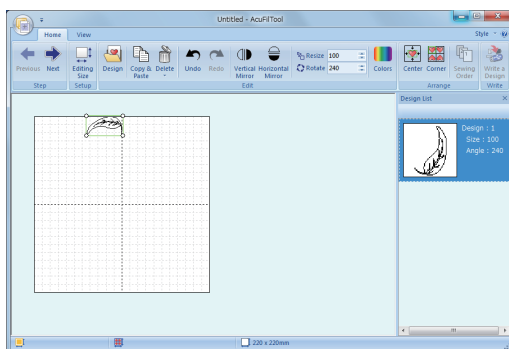 Untitled - AcuFilTool
Home View Style
Previous Next Editing Size Design Copy & Paste Delete Undo Redo Vertical Mirror Horizontal Mirror Resize 100 Rotate 240 Colors Center Corner Sewing Order Write a Design
Step Setup Edit Arrange Write
Design List
Design : 1
Size : 100
Angle : 240
220 x 220mm